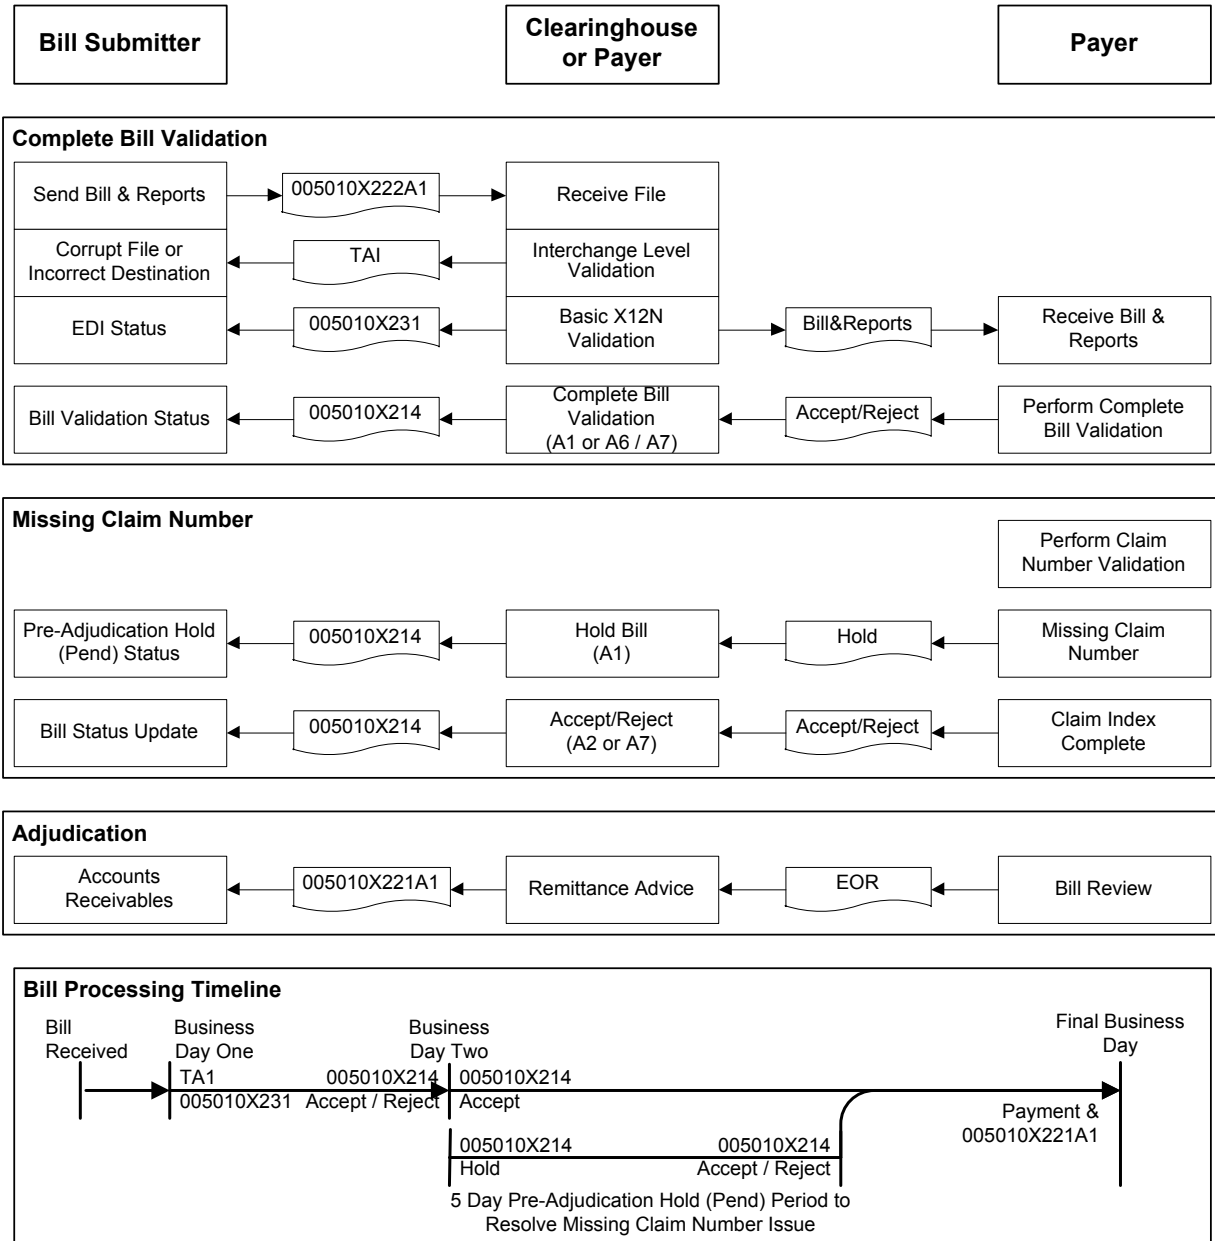 Bill Submitter
Clearinghouse
or Payer
Payer
Complete Bill Validation
Send Bill & Reports
005010X222A1
Receive File
Corrupt File or
Incorrect Destination
TAI
Interchange Level
Validation
EDI Status
005010X231
Basic X12N
Validation
Bill&Reports
Receive Bill &
Reports
Bill Validation Status
005010X214
Complete Bill
Validation
(A1 or A6 / A7)
Accept/Reject
Perform Complete
Bill Validation
Missing Claim Number
Perform Claim
Number Validation
Pre-Adjudication Hold
(Pend) Status
005010X214
Hold Bill
(A1)
Hold
Missing Claim
Number
Bill Status Update
005010X214
Accept/Reject
(A2 or A7)
Accept/Reject
Claim Index
Complete
Adjudication
Accounts
Receivables
005010X221A1
Remittance Advice
EOR
Bill Review
Bill Processing Timeline
Bill
Received
Business
Day One
Business
Day Two
Final Business
Day
TA1
005010X231
005010X214
Accept / Reject
005010X214
Accept
Payment &
005010X221A1
005010X214
Hold
005010X214
Accept / Reject
5 Day Pre-Adjudication Hold (Pend) Period to
Resolve Missing Claim Number Issue